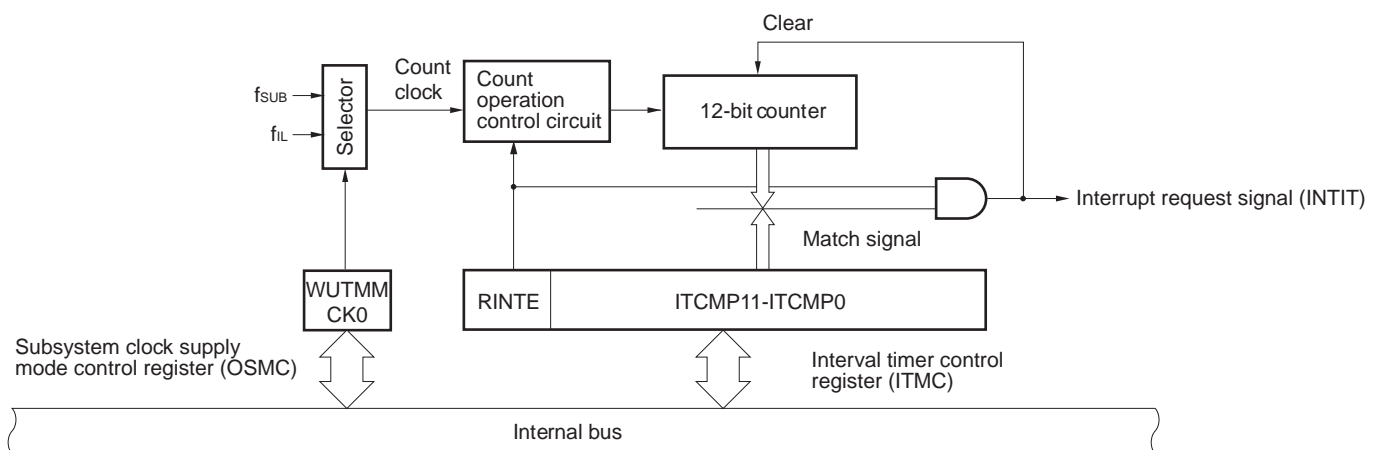 Clear
Count
clock
Selector
fSUB
fIL
Count
operation
control circuit
12-bit counter
Interrupt request signal (INTIT)
Match signal
WUTMM
CK0
RINTE
ITCMP11-ITCMP0
Subsystem clock supply
mode control register (OSMC)
Interval timer control
register (ITMC)
Internal bus